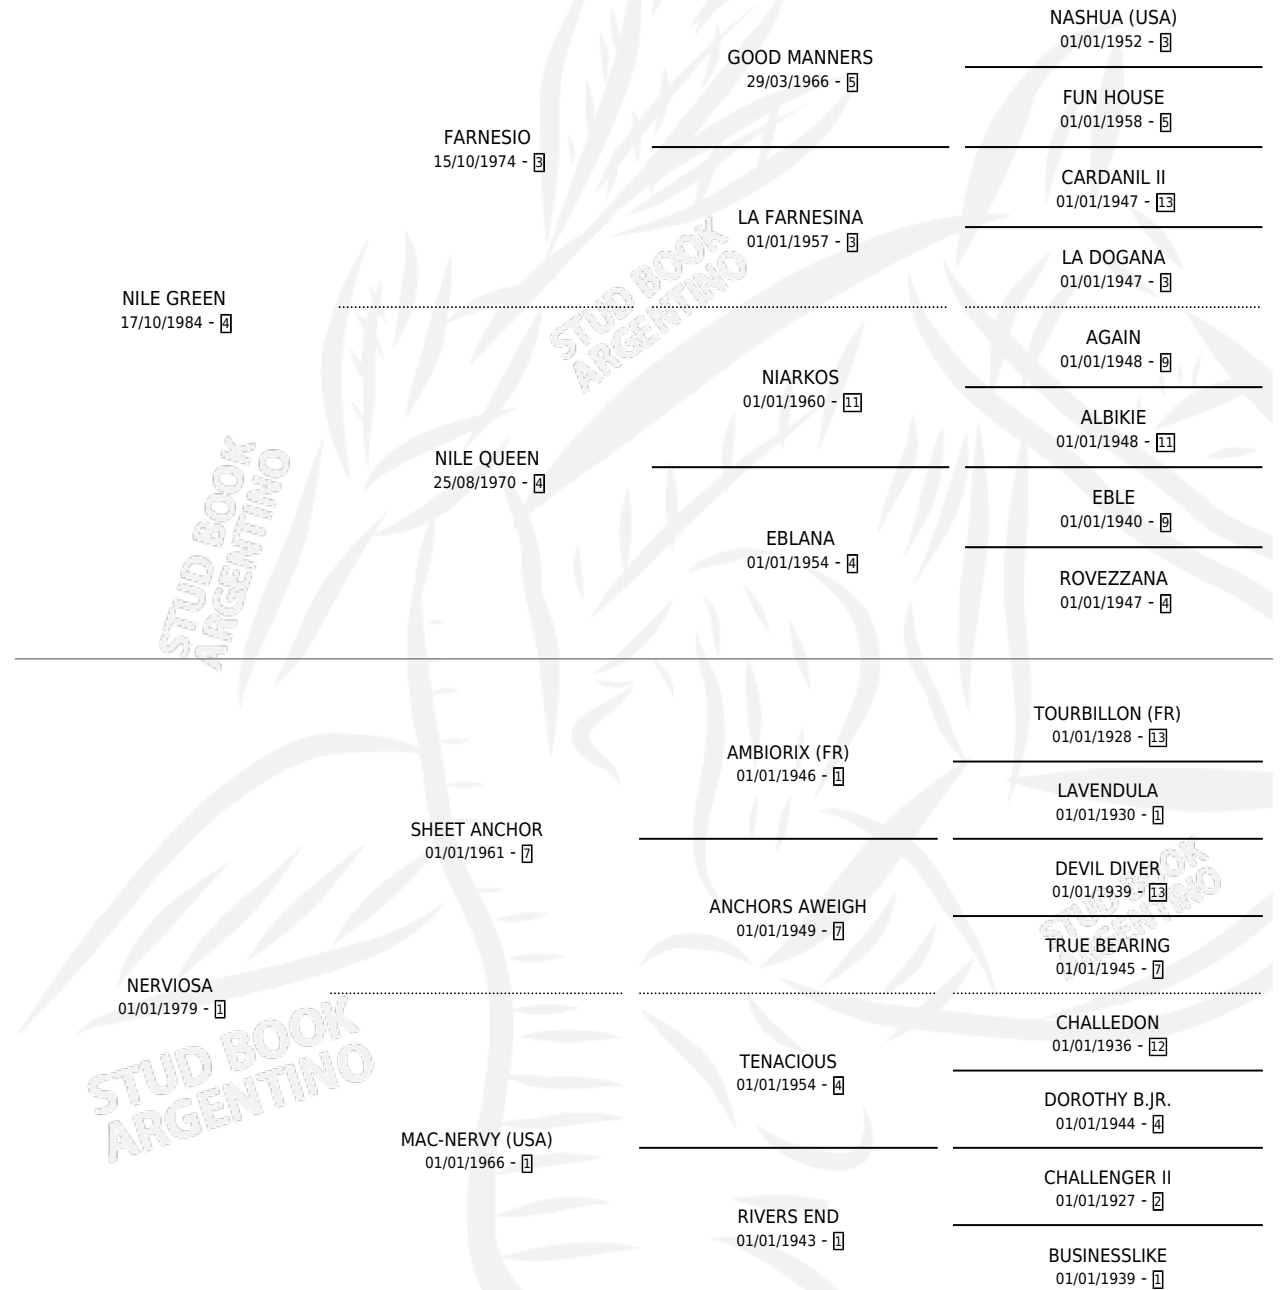 NASHUA (USA)
01/01/1952 - 3
GOOD MANNERS
29/03/1966 - 5
FUN HOUSE
01/01/1958 - 5
FARNESIO
15/10/1974 - 3
CARDANIL II
01/01/1947 - 13
LA FARNESINA
01/01/1957 - 3
LA DOGANA
01/01/1947 - 3
NILE GREEN
17/10/1984 - 4
STUD BOOK
ARGENTINO
AGAIN
01/01/1948 - 9
NIARKOS
01/01/1960 - 11
ALBIKIE
01/01/1948 - 11
NILE QUEEN
25/08/1970 - 4
EBLE
01/01/1940 - 9
EBLANA
01/01/1954 - 4
ROVEZZANA
01/01/1947 - 4
STUD BOOK
ARGENTINO
TOURBILLON (FR)
01/01/1928 - 13
AMBIORIX (FR)
01/01/1946 - 1
LAVENDULA
01/01/1930 - 1
SHEET ANCHOR
01/01/1961 - 7
DEVIL DIVER
01/01/1939 - 13
STUD BOOK
ARGENTINO
ANCHORS AWEIGH
01/01/1949 - 7
TRUE BEARING
01/01/1945 - 7
NERVIOSA
01/01/1979 - 1
STUD BOOK
ARGENTINO
CHALLEDON
01/01/1936 - 12
TENACIOUS
01/01/1954 - 4
DOROTHY B.JR.
01/01/1944 - 4
MAC-NERVY (USA)
01/01/1966 - 1
CHALLENGER II
01/01/1927 - 2
RIVERS END
01/01/1943 - 1
BUSINESSLIKE
01/01/1939 - 1